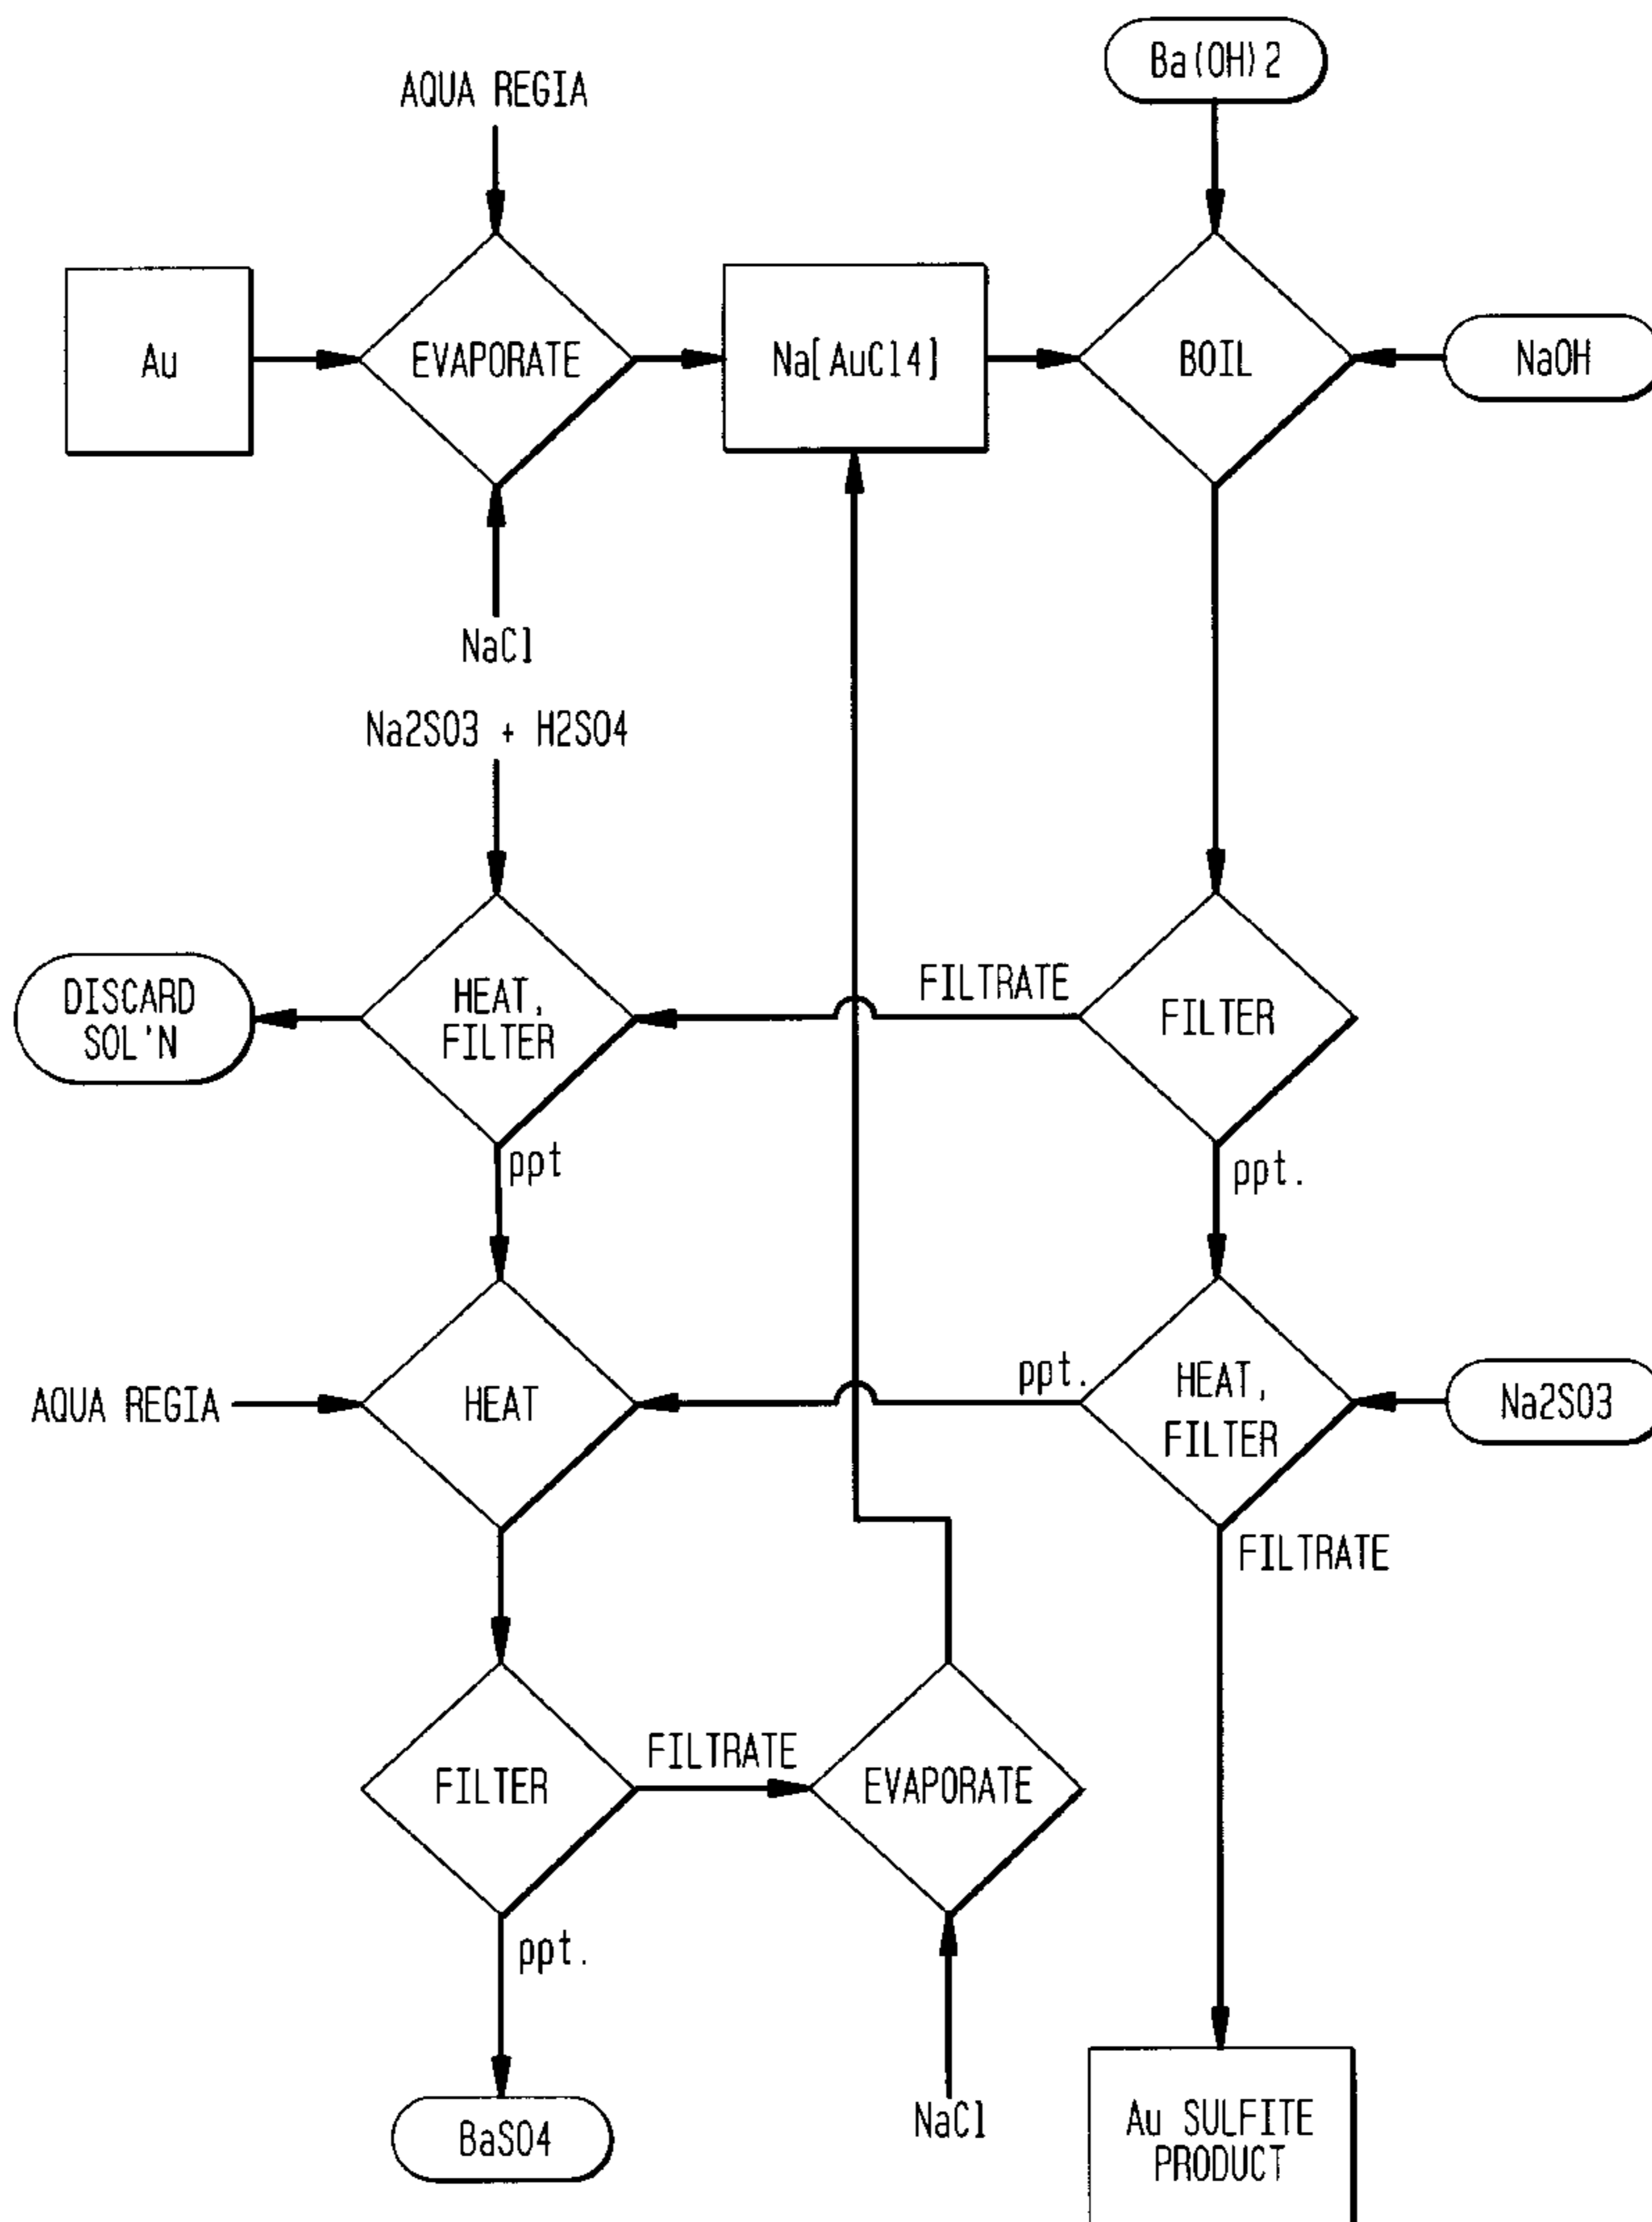 Ba(OH)2
AQUA REGIA
Au
EVAPORATE
Na[AuCl4]
BOIL
NaOH
NaCl
Na2SO3 + H2SO4
DISCARD
SOL'N
HEAT,
FILTER
FILTRATE
FILTER
ppt
ppt.
AQUA REGIA
HEAT
ppt.
HEAT,
FILTER
Na2SO3
FILTRATE
FILTER
FILTRATE
EVAPORATE
ppt.
BaSO4
NaCl
Au SULFITE
PRODUCT